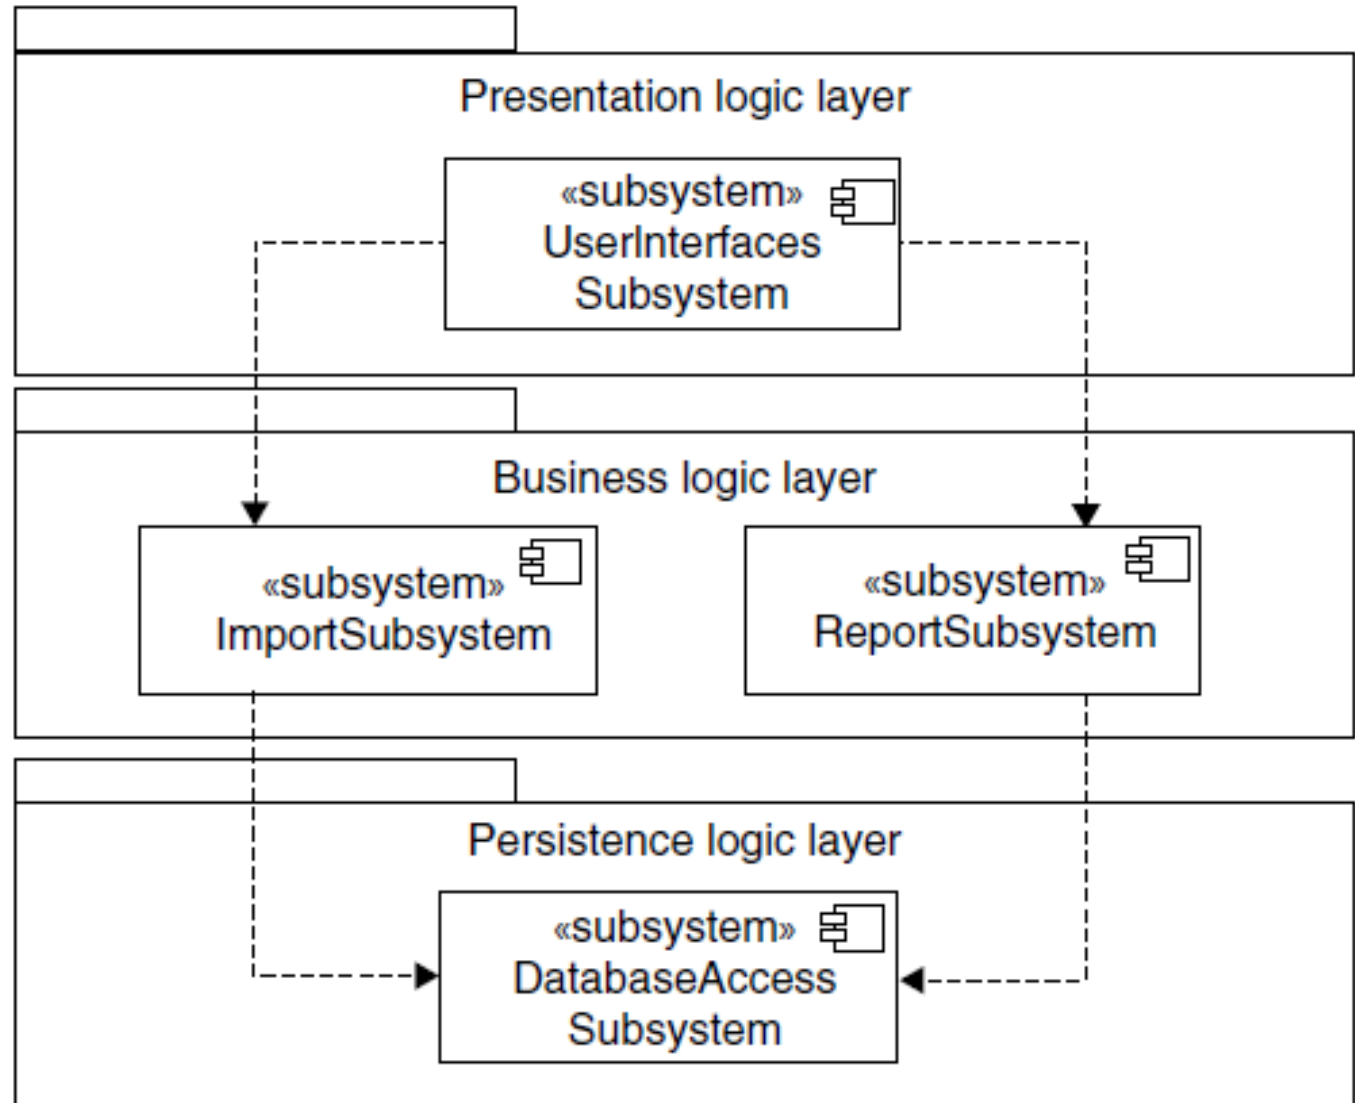 Presentation logic layer
«subsystem»
UserInterfaces
Subsystem
Business logic layer
«subsystem»
ImportSubsystem
«subsystem»
ReportSubsystem
Persistence logic layer
«subsystem»
DatabaseAccess
Subsystem